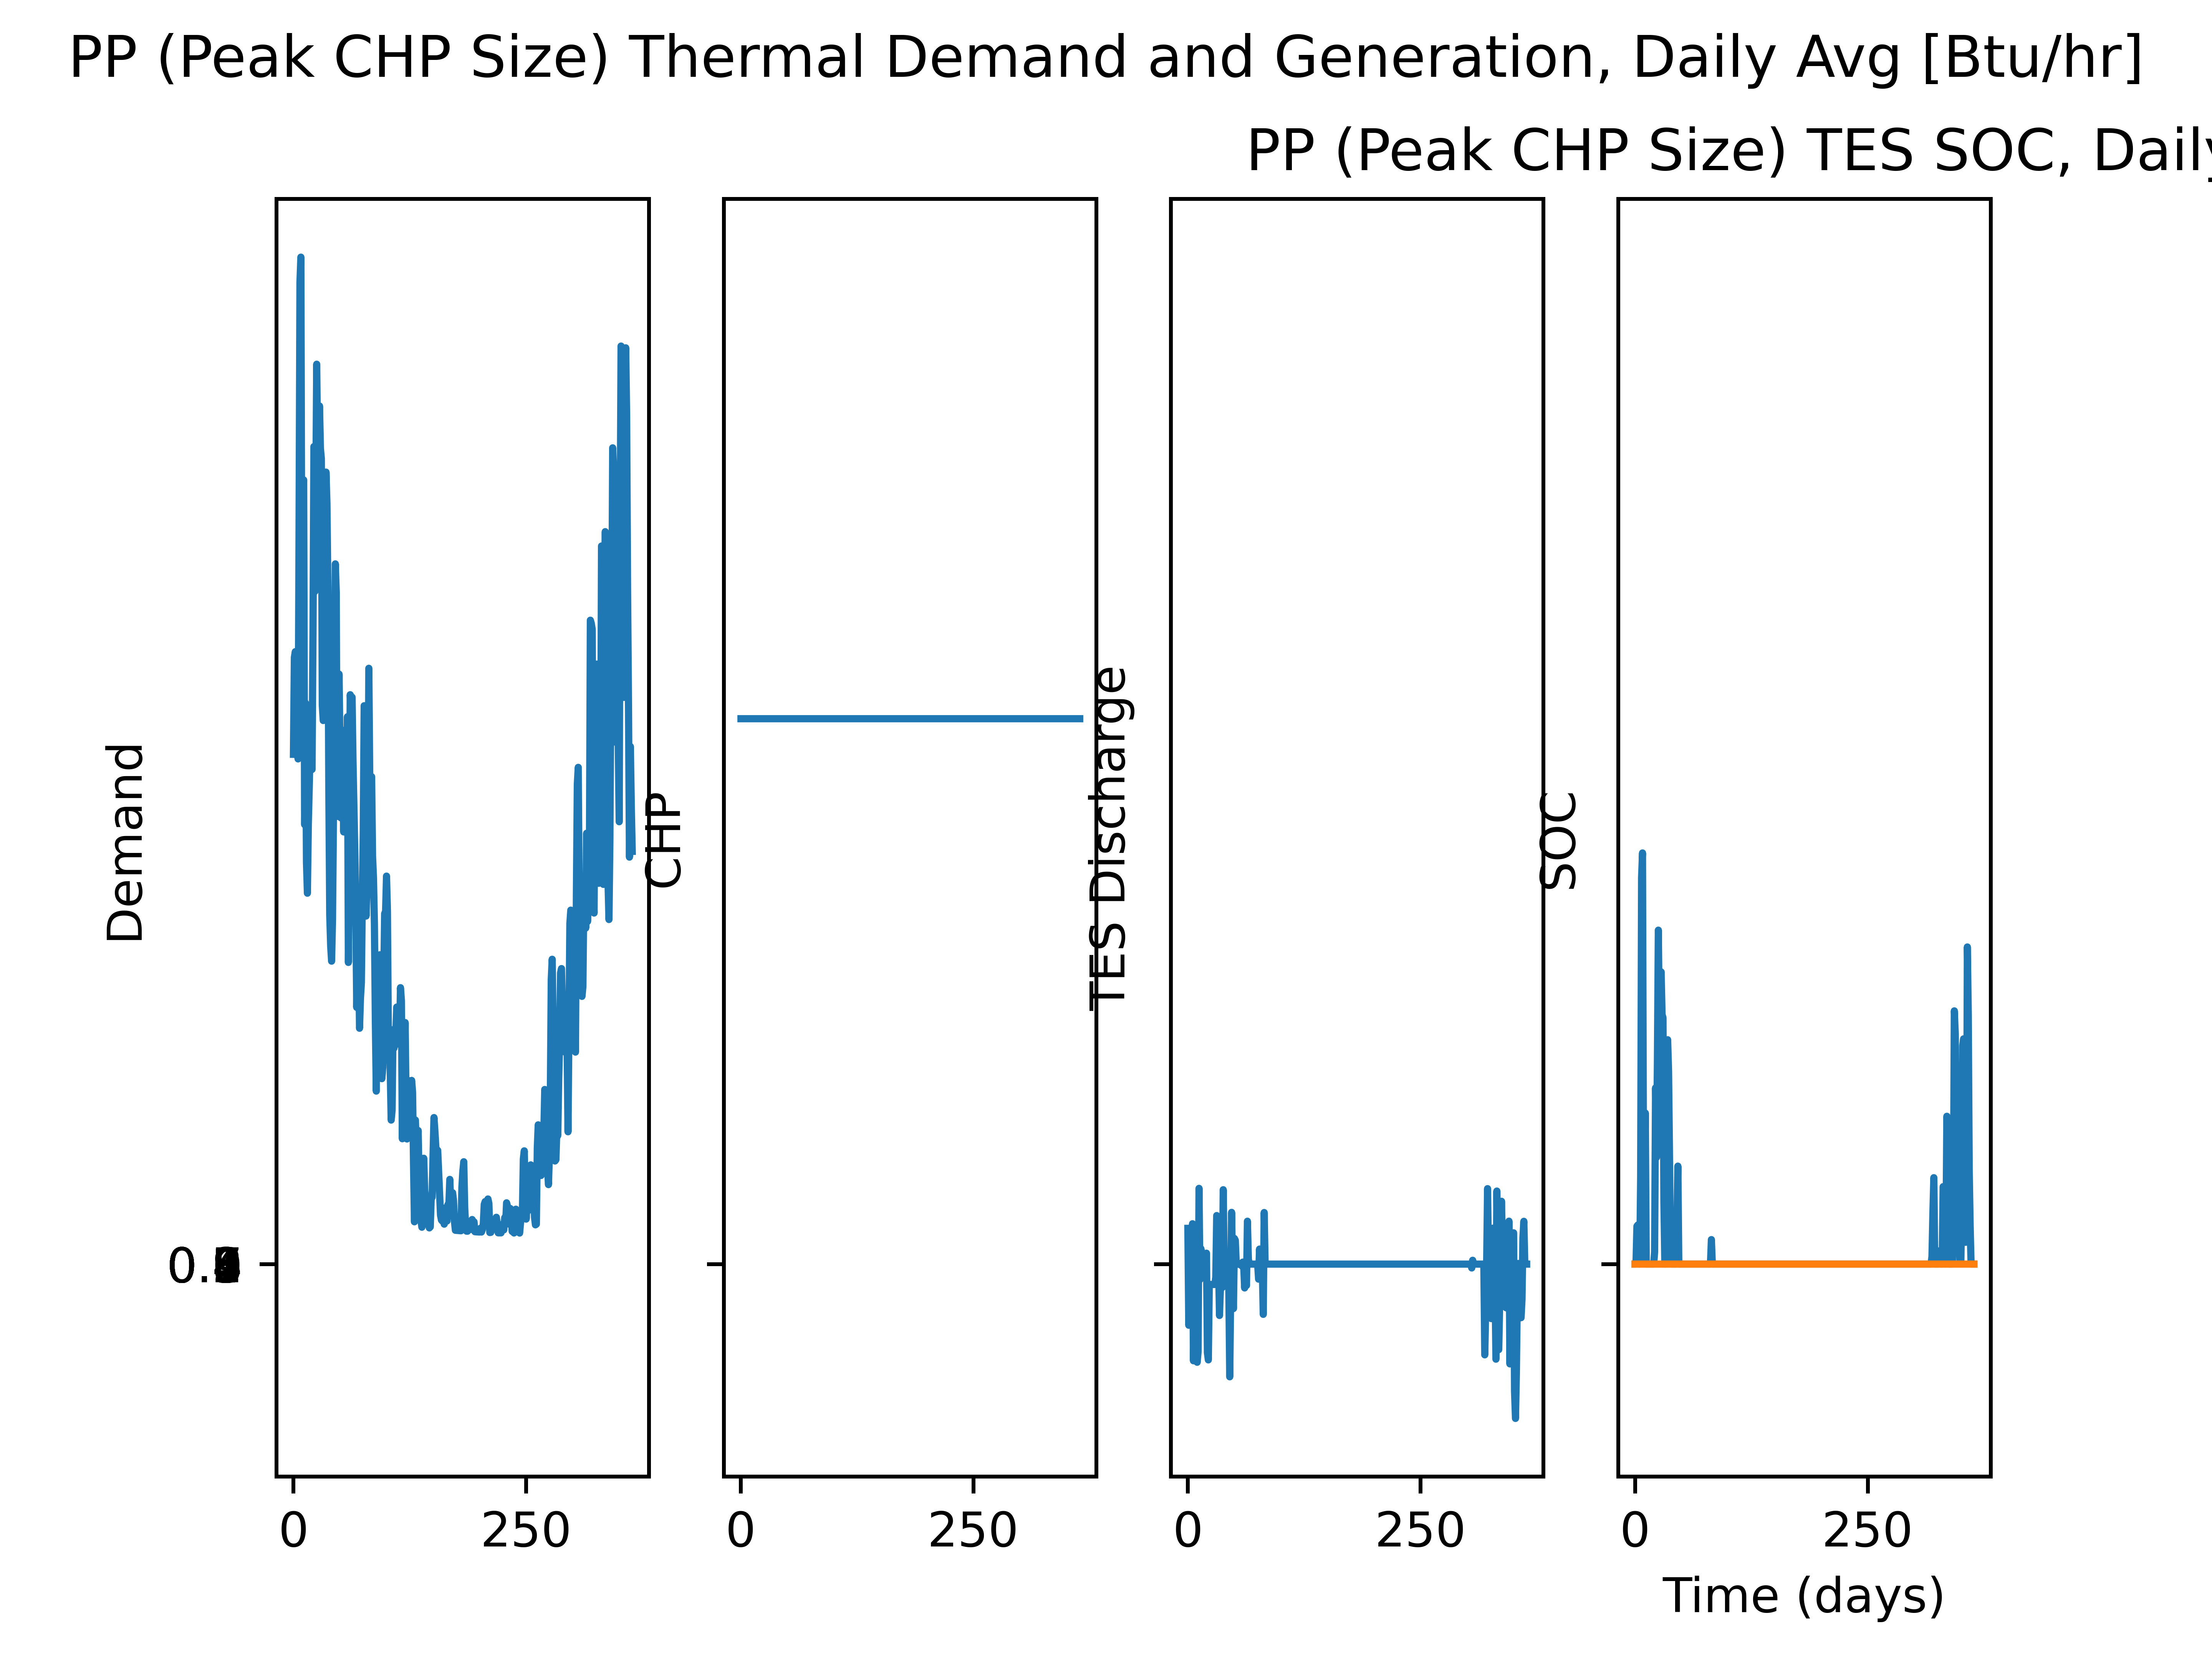 PP (Peak CHP Size) Thermal Demand and Generation, Daily Avg [Btu/hr]
PP (Peak CHP Size) TES SOC, Daily
Demand
CHP
TES Discharge
SOC
0 250
0 250
0 250
0 250
Time (days)